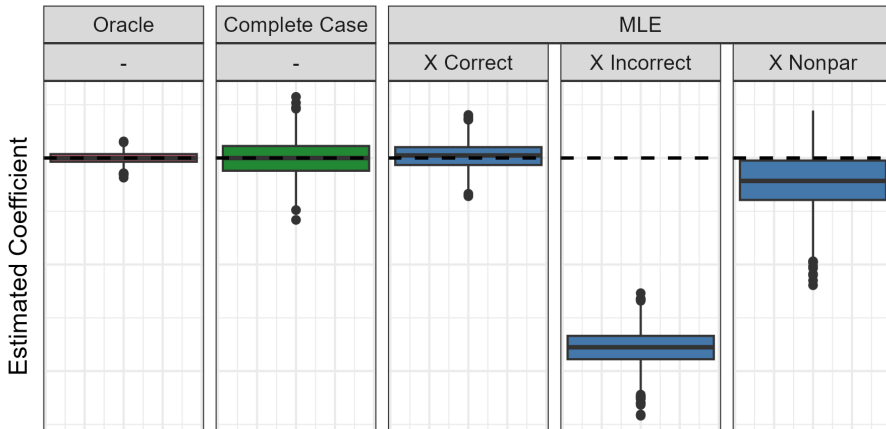 Oracle Complete Case MLE
- - X Correct X Incorrect X Nonpar
Estimated Coefficient